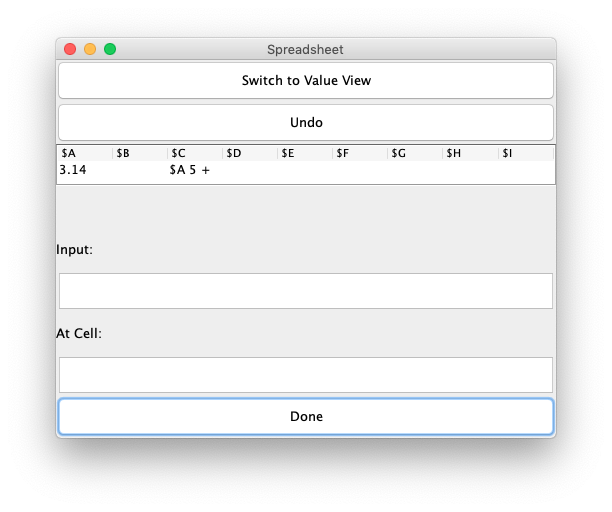 Spreadsheet
Switch to Value View
Undo
$A $B $C $D $E $F $G $H $I
3.14 $A 5 +
Input:
At Cell:
Done